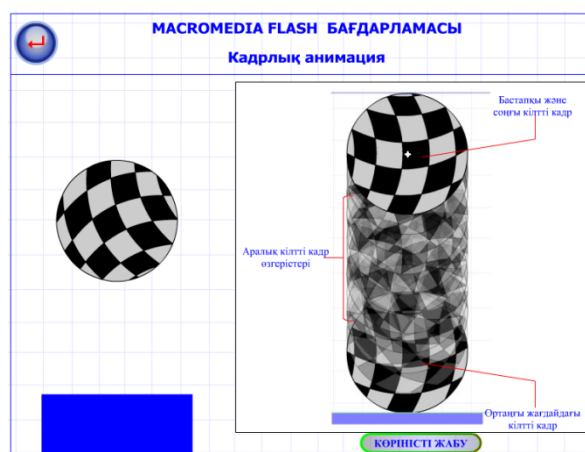 MACROMEDIA FLASH БАҒДАРЛАМАСЫ
Кадрлық анимация
Бастапқы және
соңғы кілтті кадр
Аралық кілтті кадр
өзгерістері
Ортаңғы жағдайдағы
кілтті кадр
КӨРІНІСТІ ЖАБУ